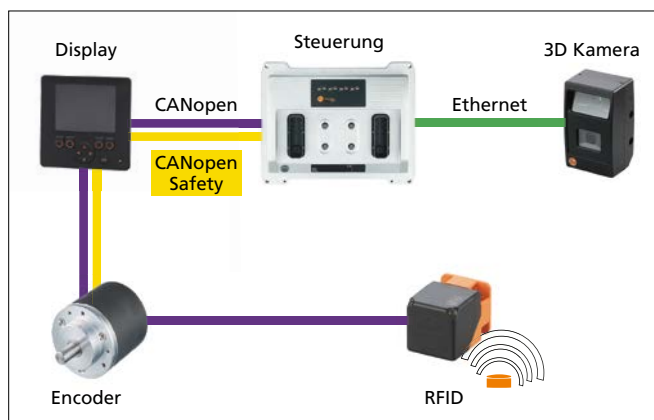 Display
Steuerung
3D Kamera
CANopen
Ethernet
CANopen
Safety
Encoder
RFID